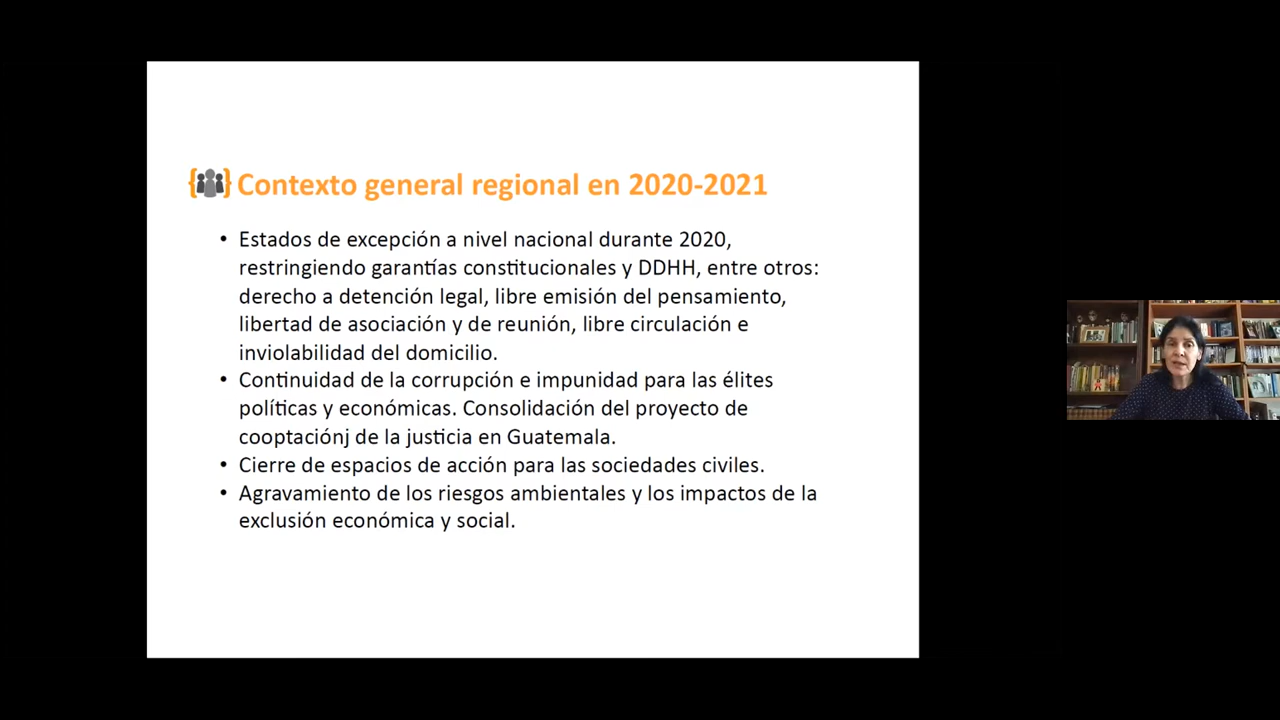 Contexto general regional en 2020-2021
• Estados de excepción a nivel nacional durante 2020,
restringiendo garantías constitucionales y DDHH, entre otros:
derecho a detención legal, libre emisión del pensamiento,
libertad de asociación y de reunión, libre circulación e
inviolabilidad del domicilio.
• Continuidad de la corrupción e impunidad para las élites
políticas y económicas. Consolidación del proyecto de
cooptaciónj de la justicia en Guatemala.
• Cierre de espacios de acción para las sociedades civiles.
• Agravamiento de los riesgos ambientales y los impactos de la
exclusión económica y social.